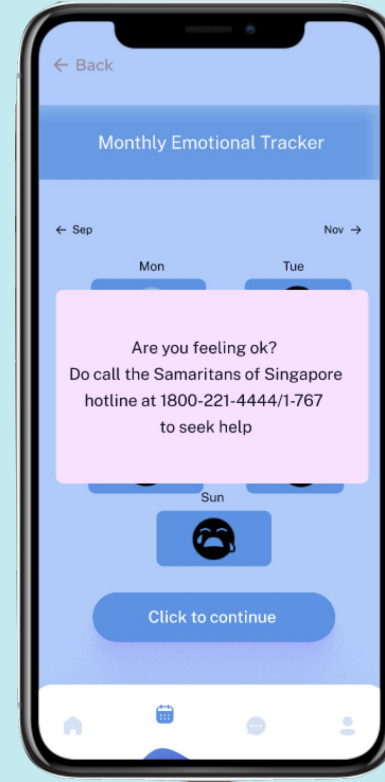 ← Back
Monthly Emotional Tracker
← Sep Nov →
Mon Tue
Are you feeling ok?
Do call the Samaritans of Singapore
hotline at 1800-221-4444/1-767
to seek help
Sun
Click to continue